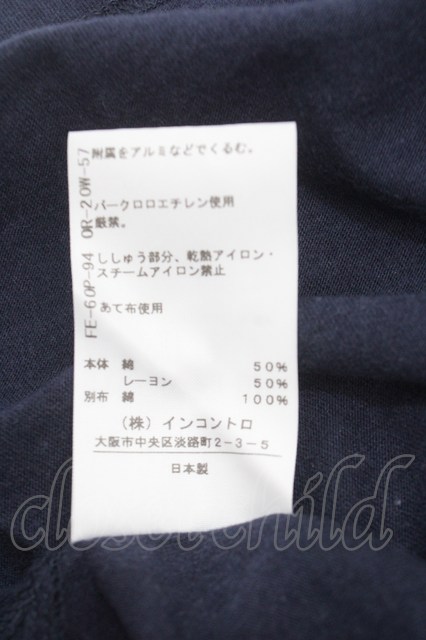 附属をアルミなどでくるむ。
パークロロエチレン使用
厳禁。
ししゅう部分、乾熱アイロン・
スチームアイロン禁止
あて布使用
本体 綿 50%
レーヨン 50%
別布 綿 100%
(株) インコントロ
大阪市中央区淡路町2-3-5
日本製
FE-60P-94 OR-20W-57
closetchild